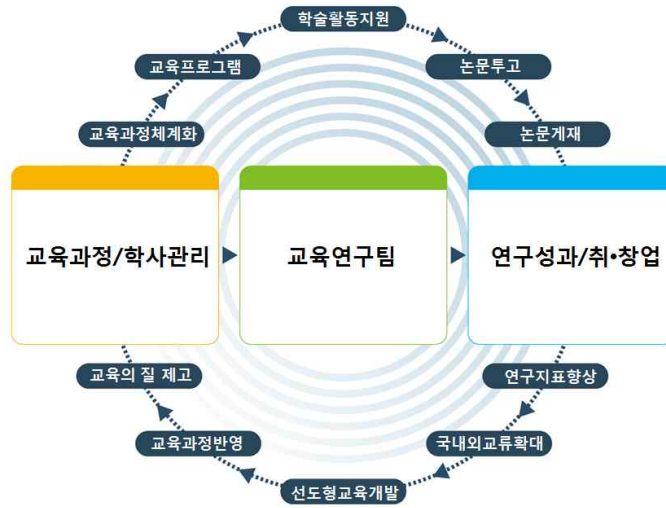 학술활동지원
교육프로그램
논문투고
교육과정체계화
논문게재
교육과정/학사관리
교육연구팀
연구성과/취•창업
교육의 질 제고
연구지표향상
교육과정반영
국내외교류확대
선도형교육개발